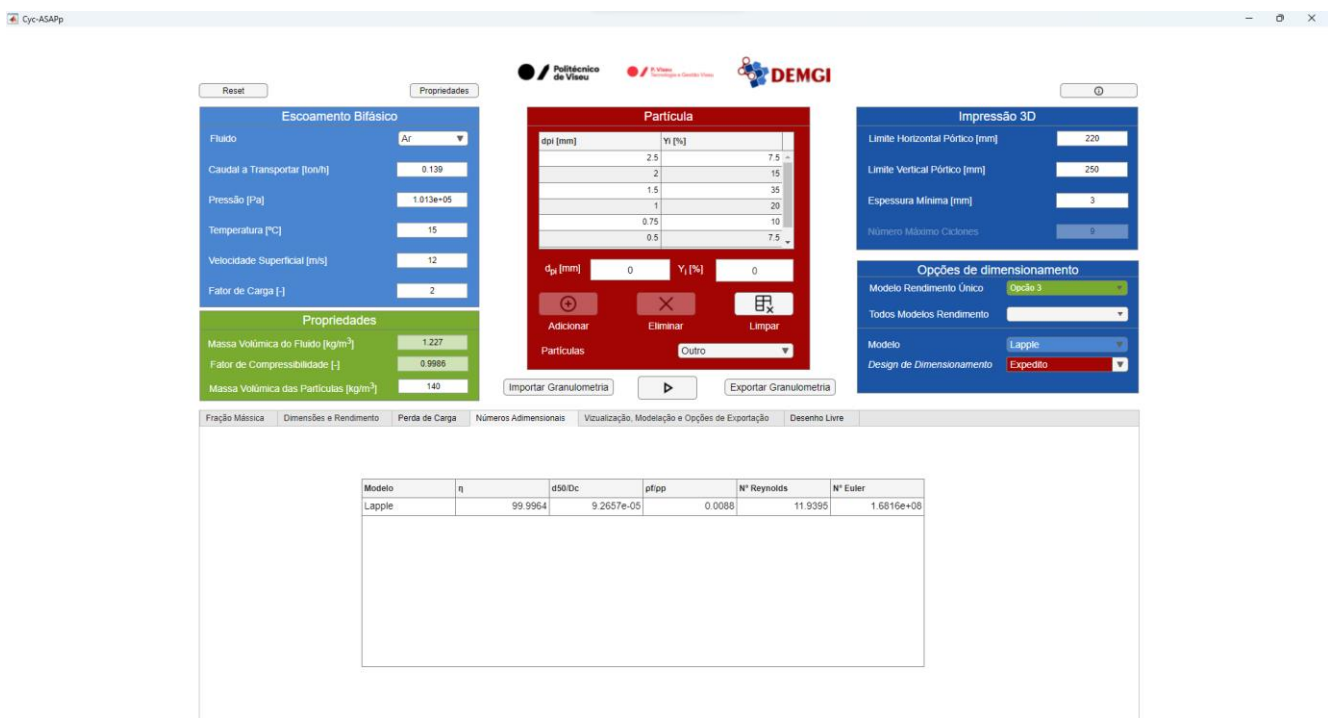 Cyc-ASAPp
Politécnico
de Viseu
P. Viseu
DEMGI
Reset
Propriedades
Escoamento Bifásico
Fluido
Ar
Caudal a Transportar [ton/h]
0.139
Pressão [Pa]
1.013e+05
Temperatura [ºC]
15
Velocidade Superficial [m/s]
12
Fator de Carga [-]
2
Propriedades
Massa Volúmica do Fluido [kg/m³]
1.227
Fator de Compressibilidade [-]
0.9986
Massa Volúmica das Partículas [kg/m³]
140
Partícula
dpi [mm] Yi [%]
2.5 7.5
2 15
1.5 35
1 20
0.75 10
0.5 7.5
dpi [mm] 0 Yi [%] 0
Adicionar Eliminar Limpar
Partículas Outro
Importar Granulometria Exportar Granulometria
Impressão 3D
Limite Horizontal Pórtico [mm]
220
Limite Vertical Pórtico [mm]
250
Espessura Mínima [mm]
3
Número Máximo Ciclones
9
Opções de dimensionamento
Modelo Rendimento Único
Opcão 3
Todos Modelos Rendimento
Modelo
Lapple
Design de Dimensionamento
Expedito
Fração Mássica Dimensões e Rendimento Perda de Carga Números Adimensionais Vizualização, Modelação e Opções de Exportação Desenho Livre
Modelo η d50/Dc ρf/ρp Nº Reynolds Nº Euler
Lapple 99.9964 9.2657e-05 0.0088 11.9395 1.6816e+08